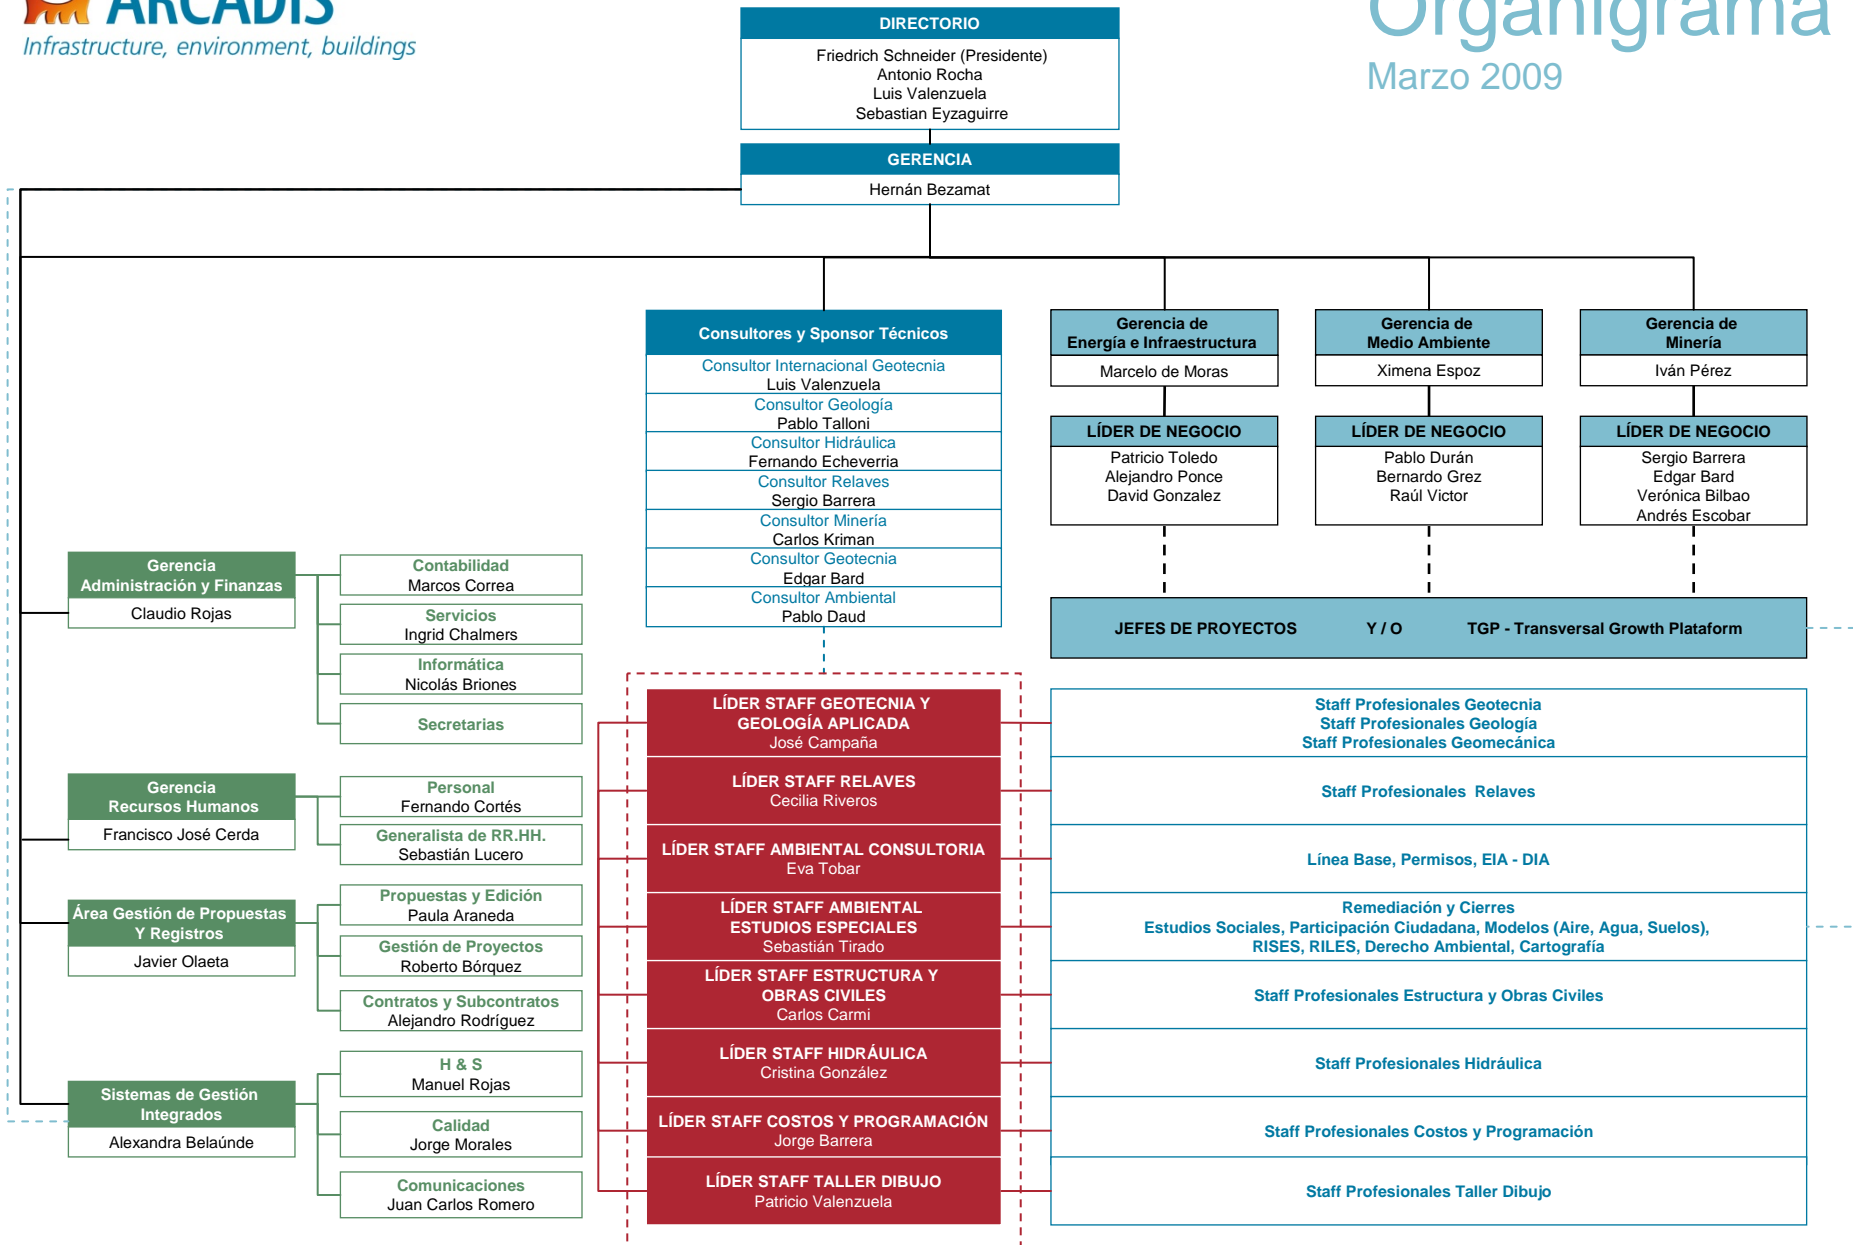 ARCADIS
Infrastructure, environment, buildings
Organigrama
Marzo 2009
DIRECTORIO
Friedrich Schneider (Presidente)
Antonio Rocha
Luis Valenzuela
Sebastian Eyzaguirre
GERENCIA
Hernán Bezamat
Consultores y Sponsor Técnicos
Consultor Internacional Geotecnia
Luis Valenzuela
Consultor Geología
Pablo Talloni
Consultor Hidráulica
Fernando Echeverria
Consultor Relaves
Sergio Barrera
Consultor Minería
Carlos Kriman
Consultor Geotecnia
Edgar Bard
Consultor Ambiental
Pablo Daud
Gerencia de
Energía e Infraestructura
Marcelo de Moras
LÍDER DE NEGOCIO
Patricio Toledo
Alejandro Ponce
David Gonzalez
Gerencia de
Medio Ambiente
Ximena Espoz
LÍDER DE NEGOCIO
Pablo Durán
Bernardo Grez
Raúl Victor
Gerencia de
Minería
Iván Pérez
LÍDER DE NEGOCIO
Sergio Barrera
Edgar Bard
Verónica Bilbao
Andrés Escobar
JEFES DE PROYECTOS Y / O TGP - Transversal Growth Plataform
Gerencia
Administración y Finanzas
Claudio Rojas
Contabilidad
Marcos Correa
Servicios
Ingrid Chalmers
Informática
Nicolás Briones
Secretarias
Gerencia
Recursos Humanos
Francisco José Cerda
Personal
Fernando Cortés
Generalista de RR.HH.
Sebastián Lucero
Área Gestión de Propuestas
Y Registros
Javier Olaeta
Propuestas y Edición
Paula Araneda
Gestión de Proyectos
Roberto Bórquez
Contratos y Subcontratos
Alejandro Rodríguez
Sistemas de Gestión
Integrados
Alexandra Belaúnde
H & S
Manuel Rojas
Calidad
Jorge Morales
Comunicaciones
Juan Carlos Romero
LÍDER STAFF GEOTECNIA Y
GEOLOGÍA APLICADA
José Campaña
Staff Profesionales Geotecnia
Staff Profesionales Geología
Staff Profesionales Geomecánica
LÍDER STAFF RELAVES
Cecilia Riveros
Staff Profesionales Relaves
LÍDER STAFF AMBIENTAL CONSULTORIA
Eva Tobar
Línea Base, Permisos, EIA - DIA
LÍDER STAFF AMBIENTAL
ESTUDIOS ESPECIALES
Sebastián Tirado
Remediación y Cierres
Estudios Sociales, Participación Ciudadana, Modelos (Aire, Agua, Suelos),
RISES, RILES, Derecho Ambiental, Cartografía
LÍDER STAFF ESTRUCTURA Y
OBRAS CIVILES
Carlos Carmi
Staff Profesionales Estructura y Obras Civiles
LÍDER STAFF HIDRÁULICA
Cristina González
Staff Profesionales Hidráulica
LÍDER STAFF COSTOS Y PROGRAMACIÓN
Jorge Barrera
Staff Profesionales Costos y Programación
LÍDER STAFF TALLER DIBUJO
Patricio Valenzuela
Staff Profesionales Taller Dibujo